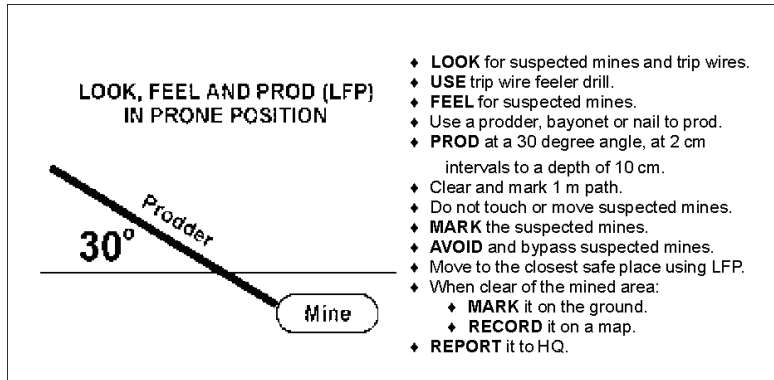 LOOK, FEEL AND PROD (LFP)
IN PRONE POSITION
Prodder
30°
Mine
♦ LOOK for suspected mines and trip wires.
♦ USE trip wire feeler drill.
♦ FEEL for suspected mines.
♦ Use a prodder, bayonet or nail to prod.
♦ PROD at a 30 degree angle, at 2 cm
intervals to a depth of 10 cm.
♦ Clear and mark 1 m path.
♦ Do not touch or move suspected mines.
♦ MARK the suspected mines.
♦ AVOID and bypass suspected mines.
♦ Move to the closest safe place using LFP.
♦ When clear of the mined area:
♦ MARK it on the ground.
♦ RECORD it on a map.
♦ REPORT it to HQ.